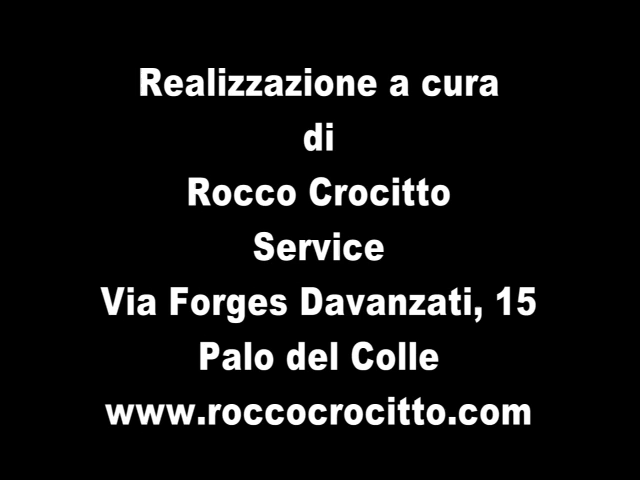 Realizzazione a cura
di
Rocco Crocitto
Service
Via Forges Davanzati, 15
Palo del Colle
www.roccocrocitto.com